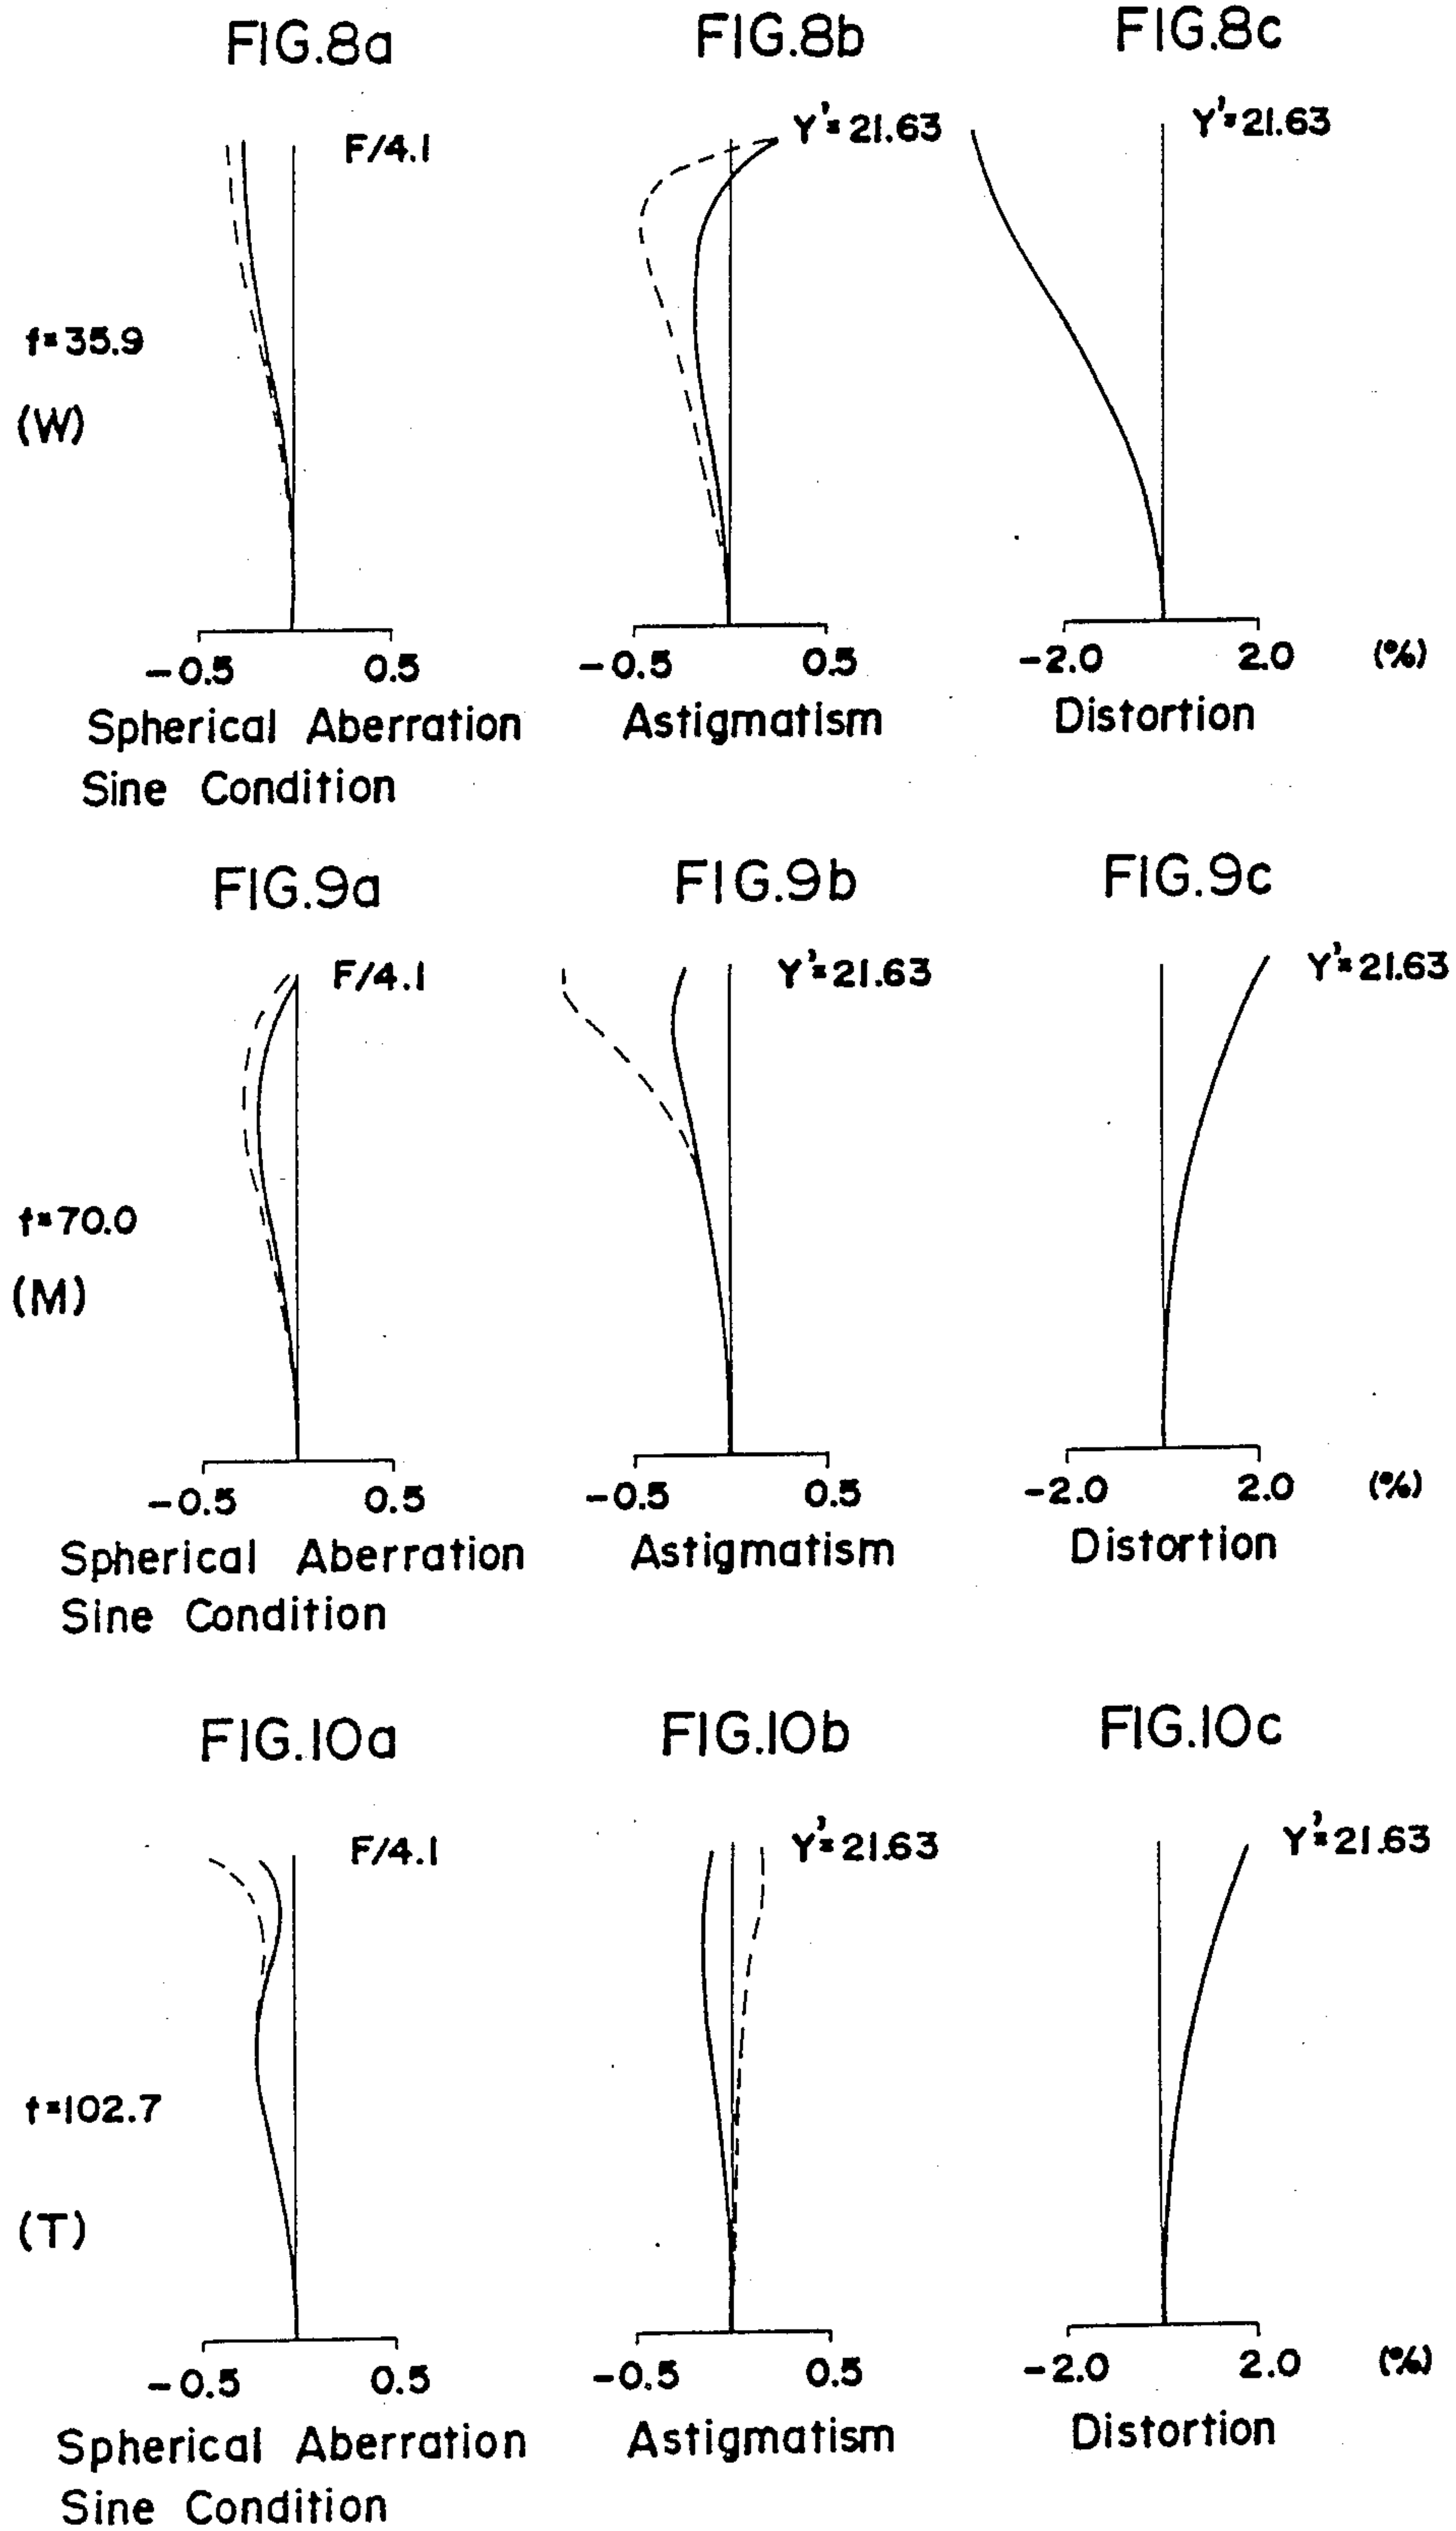 FIG.8a
FIG.8b
FIG.8c
F/4.1
Y'=21.63
Y'=21.63
f=35.9
(W)
-0.5 0.5
-0.5 0.5
-2.0 2.0 (%)
Spherical Aberration
Sine Condition
Astigmatism
Distortion
FIG.9a
FIG.9b
FIG.9c
F/4.1
Y'=21.63
Y'=21.63
f=70.0
(M)
-0.5 0.5
-0.5 0.5
-2.0 2.0 (%)
Spherical Aberration
Sine Condition
Astigmatism
Distortion
FIG.10a
FIG.10b
FIG.10c
F/4.1
Y'=21.63
Y'=21.63
f=102.7
(T)
-0.5 0.5
-0.5 0.5
-2.0 2.0 (%)
Spherical Aberration
Sine Condition
Astigmatism
Distortion